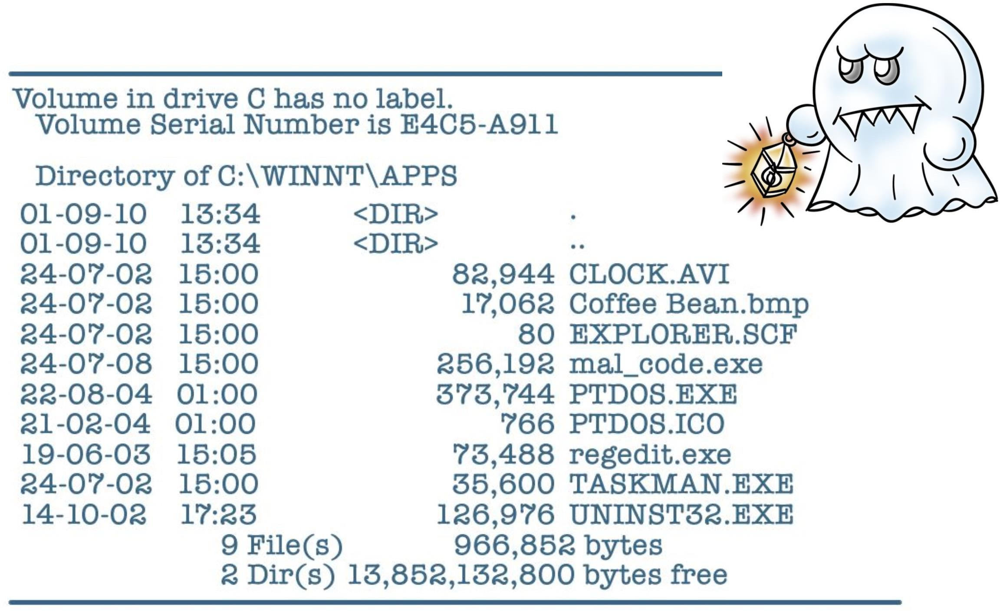 Volume in drive C has no label.
Volume Serial Number is E4C5-A911
Directory of C:\WINNT\APPS
01-09-10 13:34 <DIR> .
01-09-10 13:34 <DIR> ..
24-07-02 15:00 82,944 CLOCK.AVI
24-07-02 15:00 17,062 Coffee Bean.bmp
24-07-02 15:00 80 EXPLORER.SCF
24-07-08 15:00 256,192 mal_code.exe
22-08-04 01:00 373,744 PTDOS.EXE
21-02-04 01:00 766 PTDOS.ICO
19-06-03 15:05 73,488 regedit.exe
24-07-02 15:00 35,600 TASKMAN.EXE
14-10-02 17:23 126,976 UNINST32.EXE
9 File(s) 966,852 bytes
2 Dir(s) 13,852,132,800 bytes free